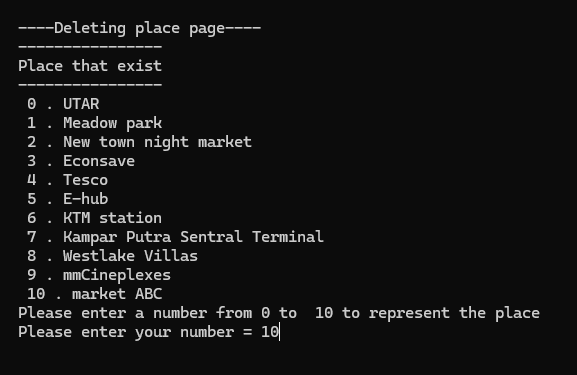 ----Deleting place page----
----------------
Place that exist
----------------
0 . UTAR
1 . Meadow park
2 . New town night market
3 . Econsave
4 . Tesco
5 . E-hub
6 . KTM station
7 . Kampar Putra Sentral Terminal
8 . Westlake Villas
9 . mmCineplexes
10 . market ABC
Please enter a number from 0 to  10 to represent the place
Please enter your number = 10